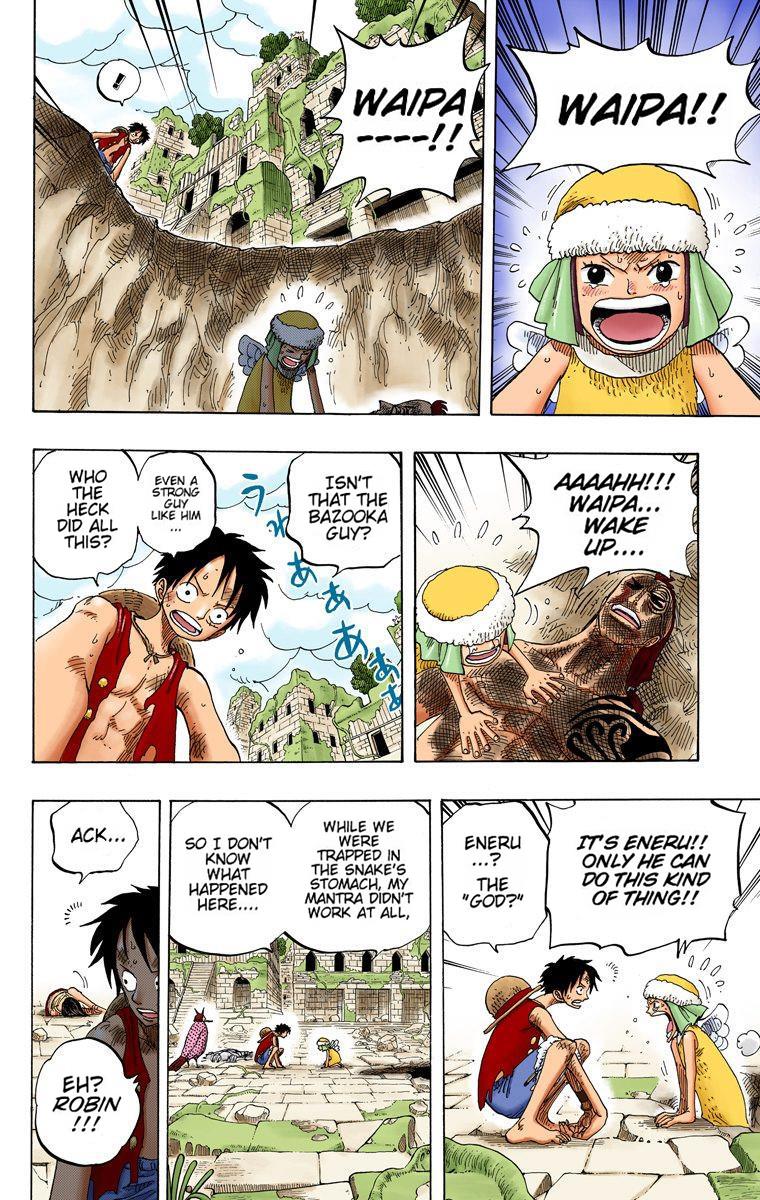 WAIPA!!
!!
WAIPA
----!!
AAAAHH!!!
WAIPA...
WAKE
UP....
ISN'T
THAT THE
BAZOOKA
GUY?
EVEN A
STRONG
GUY
LIKE HIM
...
WHO
THE
HECK
DID ALL
THIS?
うわ
ああああ
IT'S ENERU!!
ONLY HE CAN
DO THIS KIND
OF THING!!
ENERU
...?
THE
"GOD?"
WHILE WE
WERE
TRAPPED IN
THE SNAKE'S
STOMACH, MY
MANTRA DIDN'T
WORK AT ALL,
SO I DON'T
KNOW
WHAT
HAPPENED
HERE....
ACK...
EH?
ROBIN
!!!